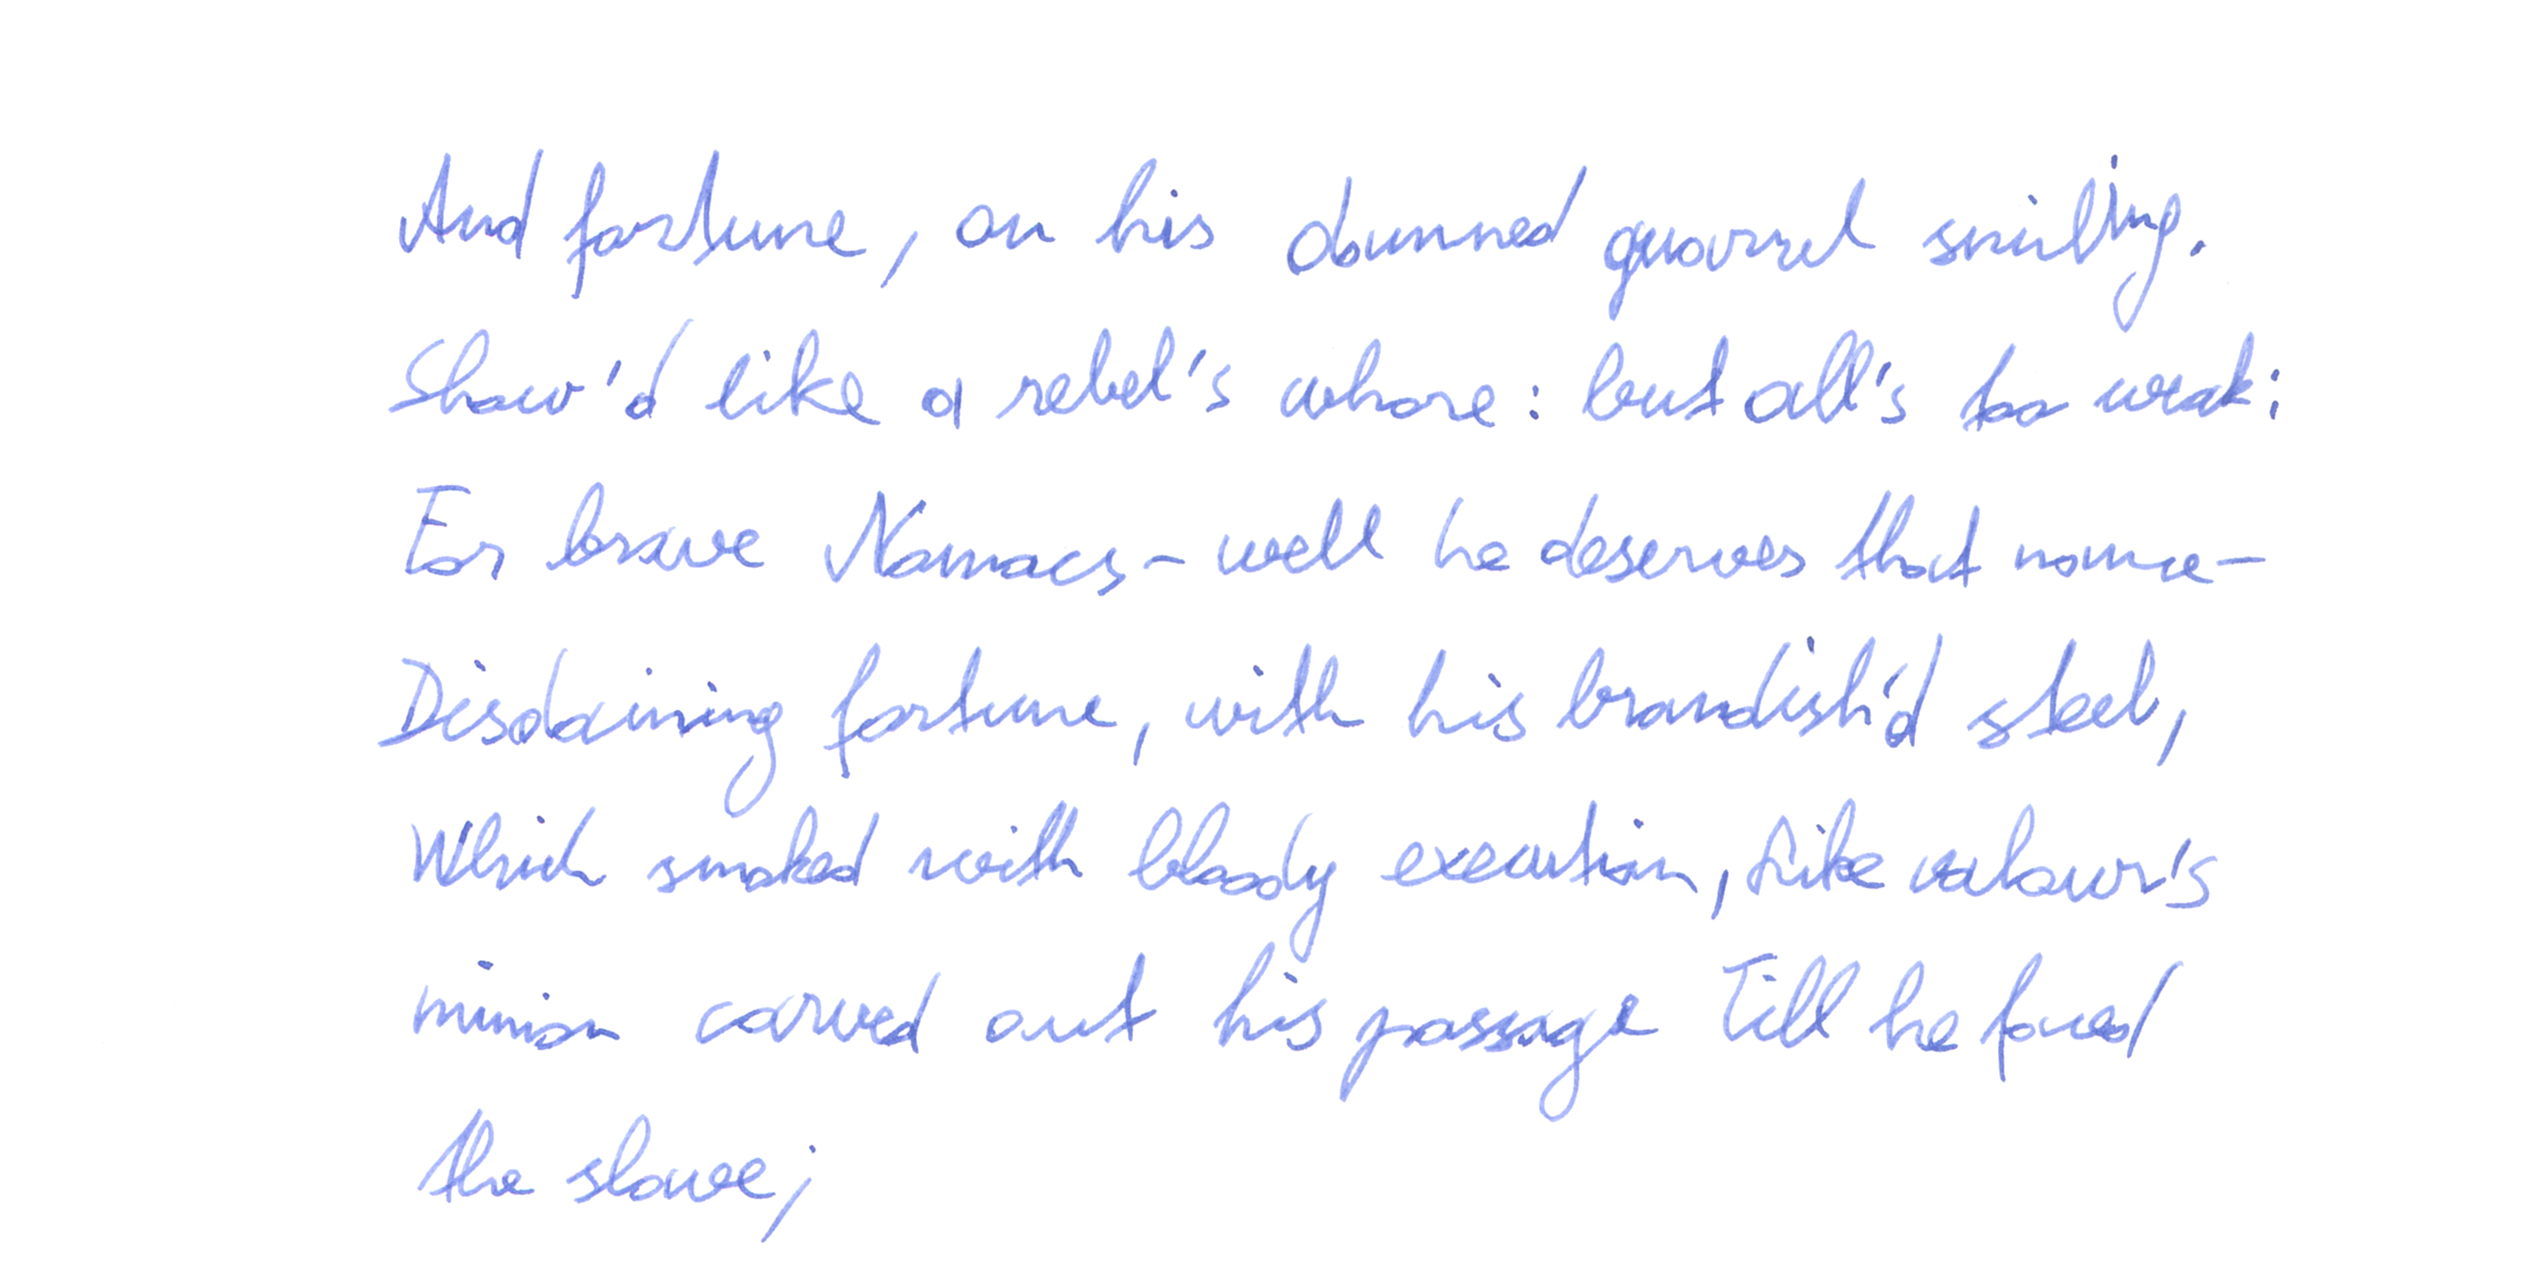 And fortune, on his damned quarrel smiling.
Show'd like a rebel's whore: but all's too weak:
For brave Namacs - well he deserves that name -
Disdaining fortune, with his brandish'd steel,
Which smoked with bloody execution, Like valour's
minion carved out his passage Till he faced
the slave;